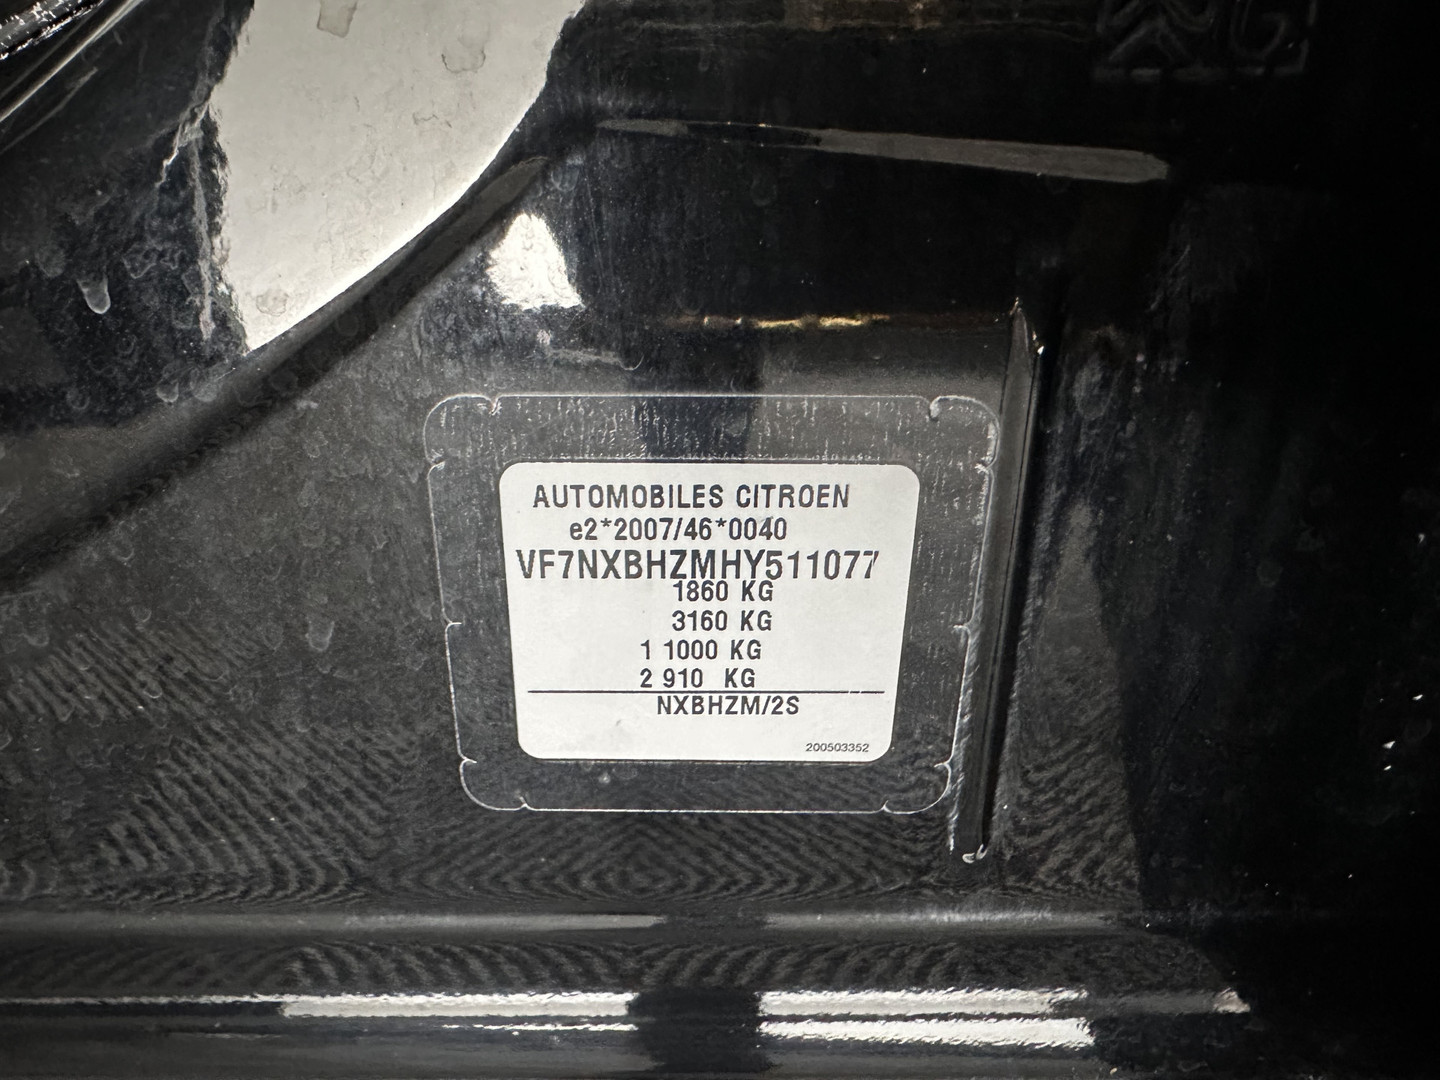 AUTOMOBILES CITROEN
e2*2007/46*0040
VF7NXBHZMHY511077
1860 KG
3160 KG
1 1000 KG
2 910 KG
NXBHZM/2S
200503352